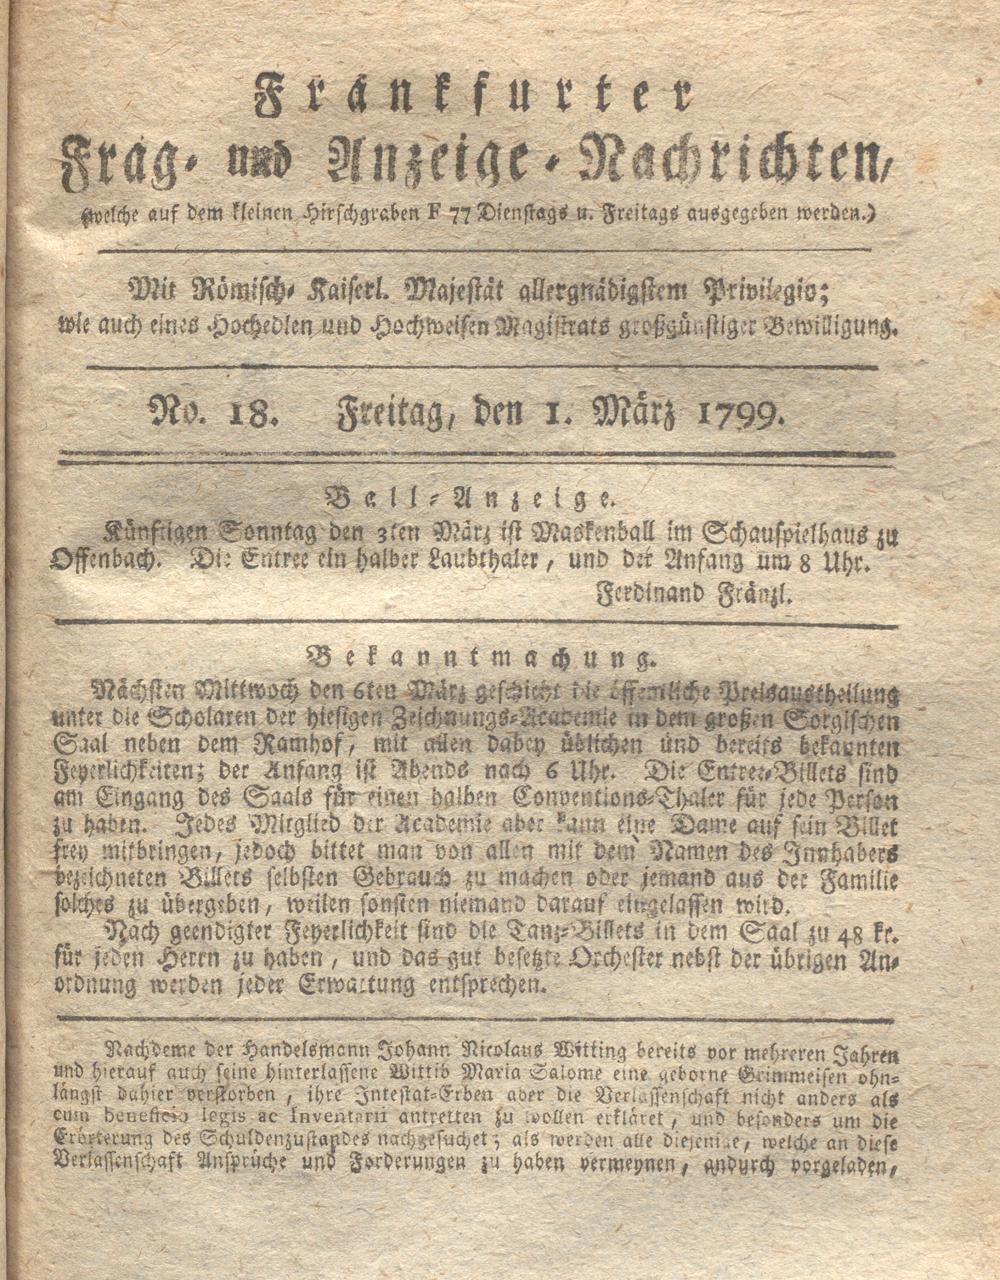 Frankfurter
Frag- und Anzeige-Nachrichten,
(welche auf dem kleinen Hirschgraben F 77 Dienstags u. Freitags ausgegeben werden.)
Mit Römisch- Kaiserl. Majestät allergnädigstem Privilegio;
wie auch eines Hochedlen und Hochweisen Magistrats großgünstiger Bewilligung.
No. 18. Freitag, den 1. März 1799.
Ball-Anzeige.
Künftigen Sonntag den 3ten März ist Maskenball im Schauspielhaus zu
Offenbach. Die Entree ein halber Laubthaler, und der Anfang um 8 Uhr.
Ferdinand Fränzl.
Bekanntmachung.
Nächsten Mittwoch den 6ten März geschieht die öffentliche Preisaustheilung
unter die Scholaren der hiesigen Zeichnungs-Academie in dem großen Sorgischen
Saal neben dem Ramhof, mit allen dabey üblichen und bereits bekannten
Feyerlichkeiten; der Anfang ist Abends nach 6 Uhr. Die Entree-Billets sind
am Eingang des Saals für einen halben Conventions-Thaler für jede Person
zu haben. Jedes Mitglied der Academie aber kann eine Dame auf sein Billet
frey mitbringen, jedoch bittet man von allen mit dem Namen des Innhabers
bezeichneten Billets selbsten Gebrauch zu machen oder jemand aus der Familie
solches zu übergeben, weilen sonsten niemand darauf eingelassen wird.
Nach geendigter Feyerlichkeit sind die Tanz-Billets in dem Saal zu 48 kr.
für jeden Herrn zu haben, und das gut besetzte Orchester nebst der übrigen An-
ordnung werden jeder Erwartung entsprechen.
Nachdeme der Handelsmann Johann Nicolaus Witting bereits vor mehreren Jahren
und hierauf auch seine hinterlassene Wittib Maria Salome eine geborne Grimmeisen ohn-
längst dahier verstorben, ihre Intestat-Erben aber die Verlassenschaft nicht anders als
cum beneficio legis ac Inventarii antretten zu wollen erkläret, und besonders um die
Erörterung des Schuldenzustandes nachgesuchet; als werden alle diejenige, welche an diese
Verlassenschaft Ansprüche und Forderungen zu haben vermeynen, andurch vorgeladen,